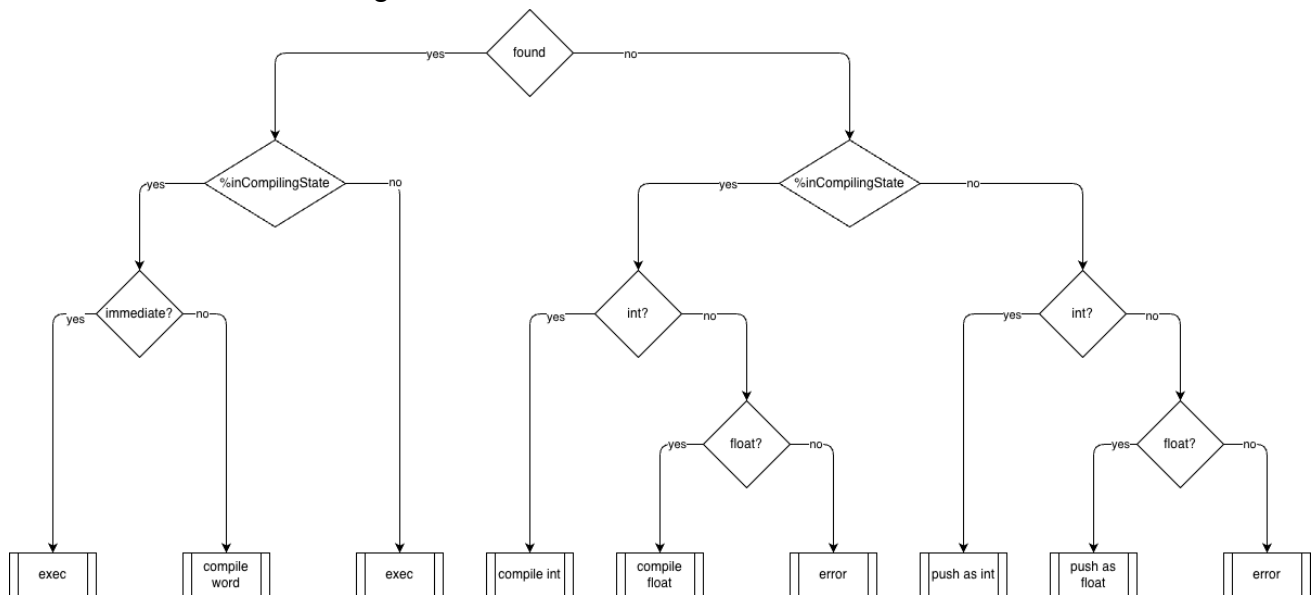 found
yes
no
%inCompilingState
%inCompilingState
yes
no
yes
no
immediate?
int?
int?
yes
no
yes
no
yes
no
float?
float?
yes
no
yes
no
exec
compile
word
exec
compile int
compile
float
error
push as int
push as
float
error